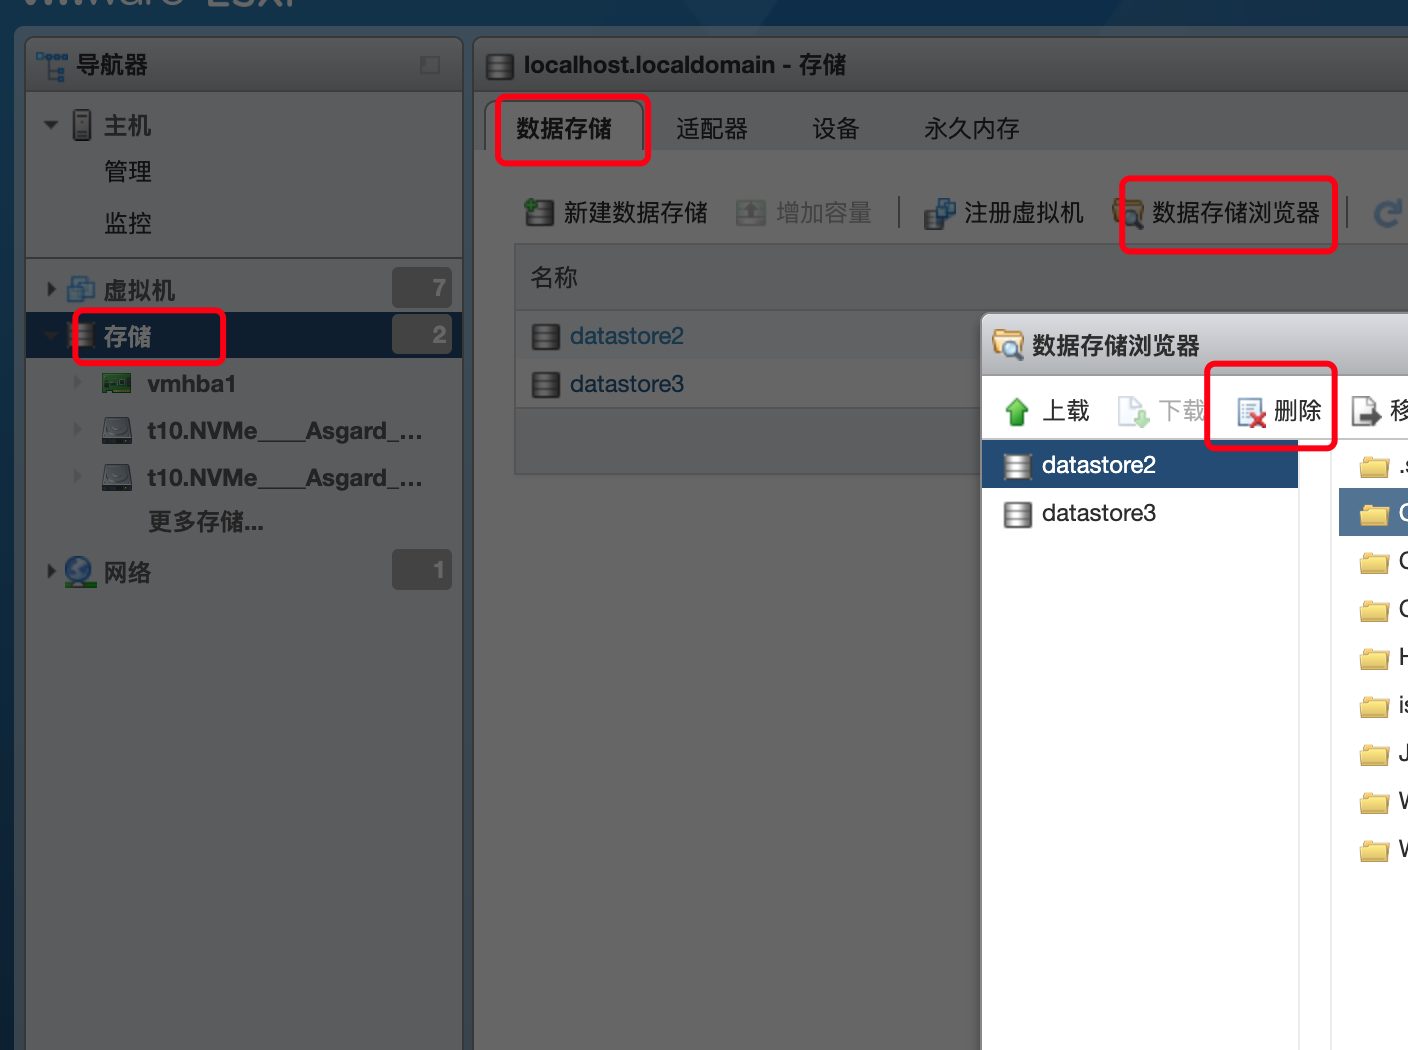 vmware ESXi
导航器
主机
管理
监控
虚拟机 7
存储 2
vmhba1
t10.NVMe____Asgard_...
t10.NVMe____Asgard_...
更多存储...
网络 1
localhost.localdomain - 存储
数据存储 适配器 设备 永久内存
新建数据存储 增加容量 注册虚拟机 数据存储浏览器
名称
datastore2
datastore3
数据存储浏览器
上载 下载 删除 移
datastore2
datastore3